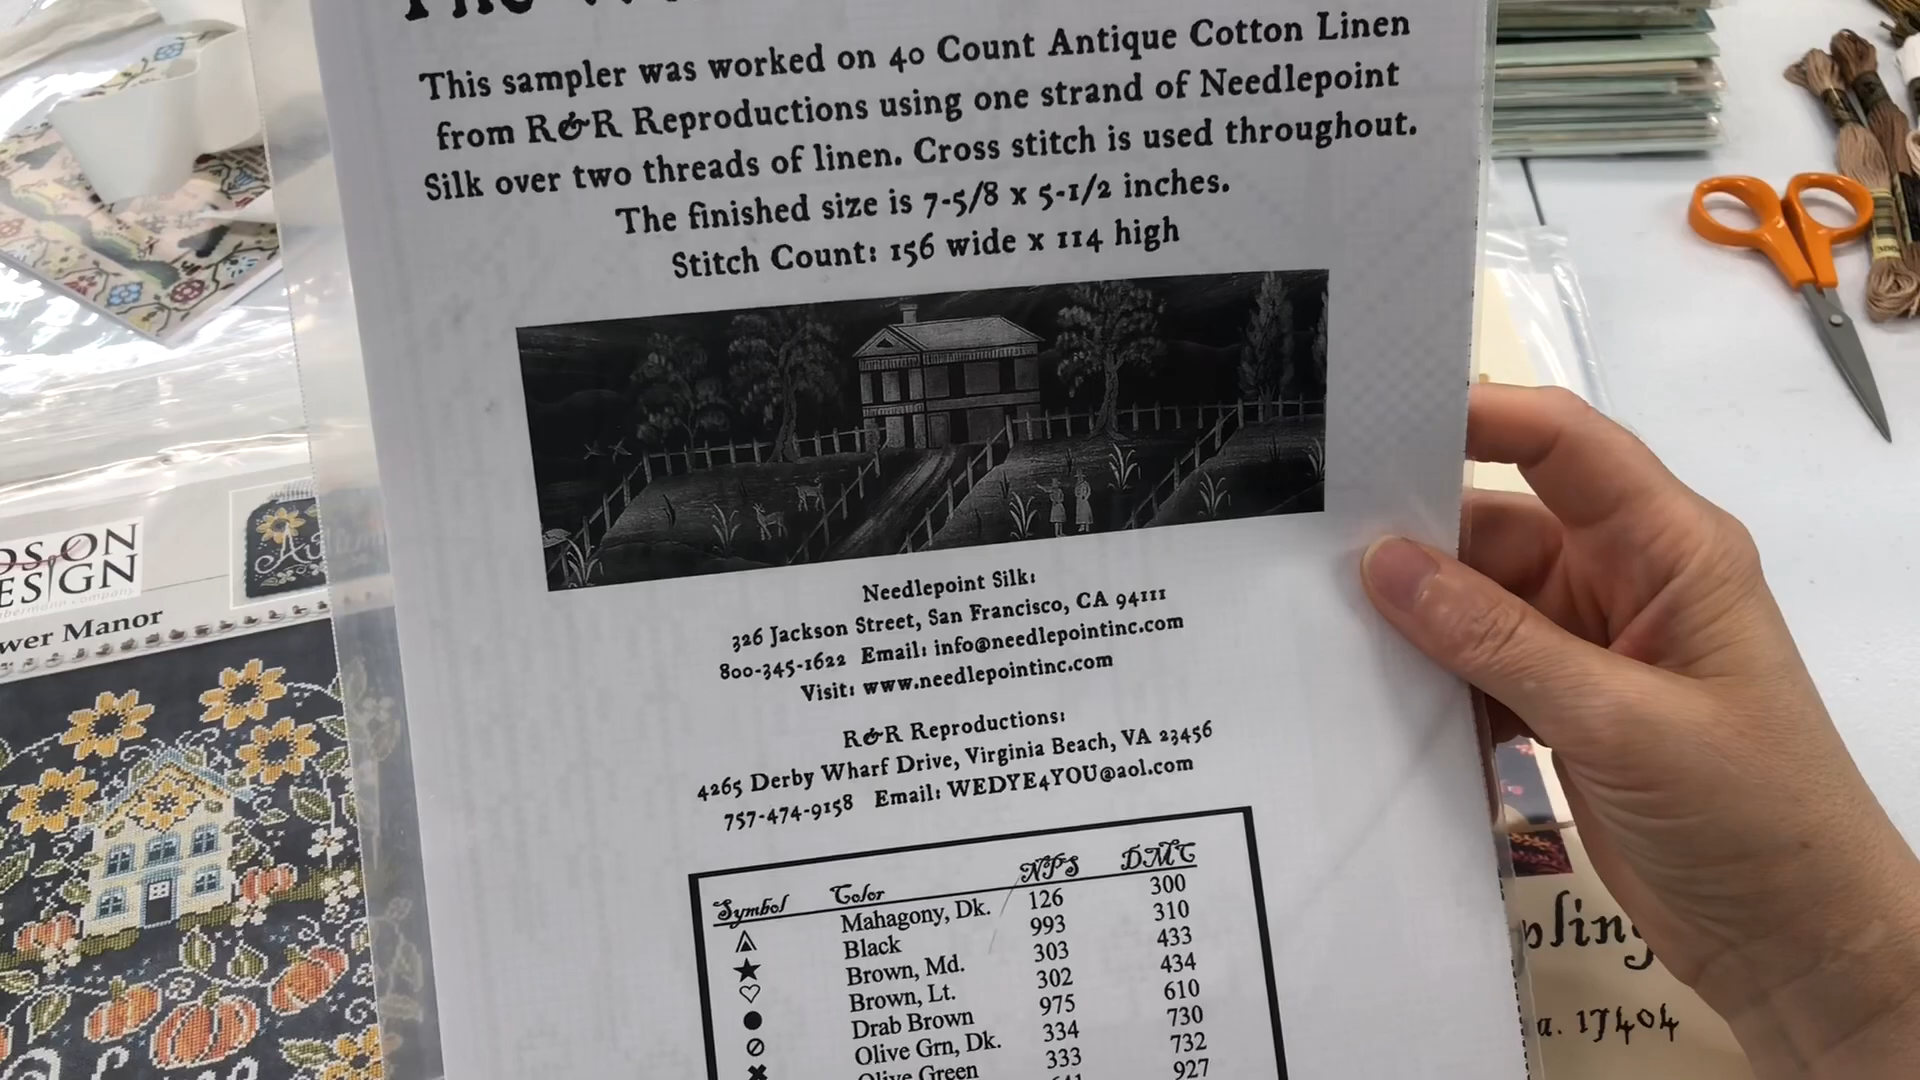 This sampler was worked on 40 Count Antique Cotton Linen
from R&R Reproductions using one strand of Needlepoint
Silk over two threads of linen. Cross stitch is used throughout.
The finished size is 7-5/8 x 5-1/2 inches.
Stitch Count: 156 wide x 114 high
Needlepoint Silk:
326 Jackson Street, San Francisco, CA 94111
800-345-1622 Email: info@needlepointinc.com
Visit: www.needlepointinc.com
R&R Reproductions:
4265 Derby Wharf Drive, Virginia Beach, VA 23456
757-474-9158 Email: WEDYE4YOU@aol.com
Symbol Color NPS DMC
Mahagony, Dk. 126 300
Black 993 310
Brown, Md. 303 433
Brown, Lt. 302 434
Drab Brown 975 610
Olive Grn, Dk. 334 730
Olive Green 333 732
927
Manor
a. 17404